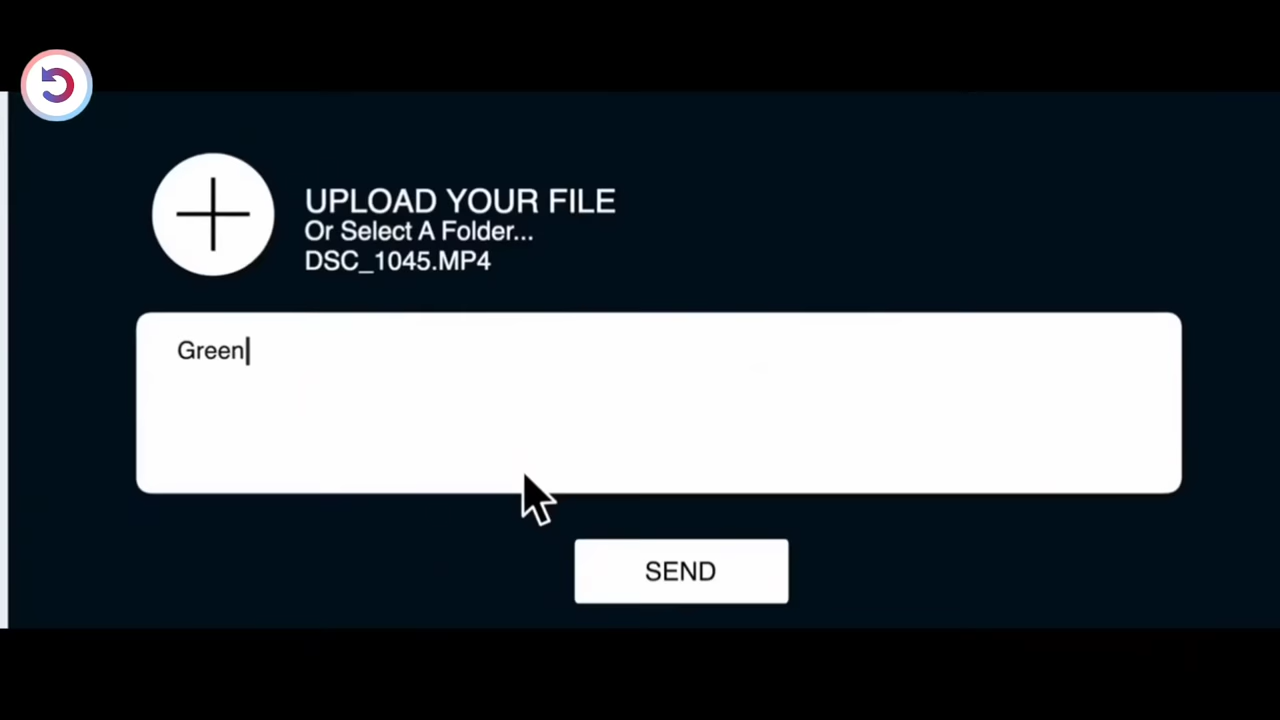 UPLOAD YOUR FILE
Or Select A Folder...
DSC_1045.MP4
Green
SEND